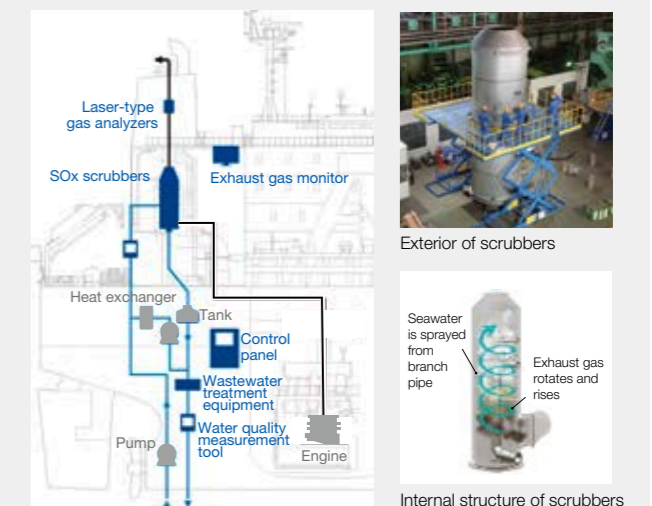 Laser-type
gas analyzers
SOx scrubbers
Exhaust gas monitor
Heat exchanger
Tank
Control
panel
Wastewater
treatment
equipment
Water quality
measurement
tool
Pump
Engine
Exterior of scrubbers
Seawater
is sprayed
from
branch
pipe
Exhaust gas
rotates and
rises
Internal structure of scrubbers